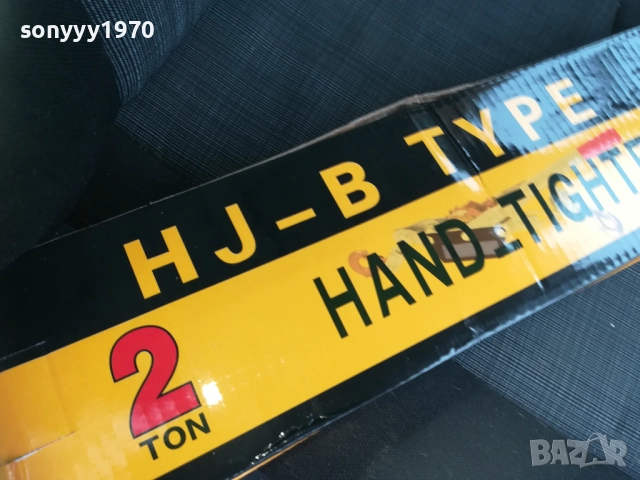 sonyyy1970
HJ-B TYPE
HAND-TIGHTE
2
TON
BAZAR